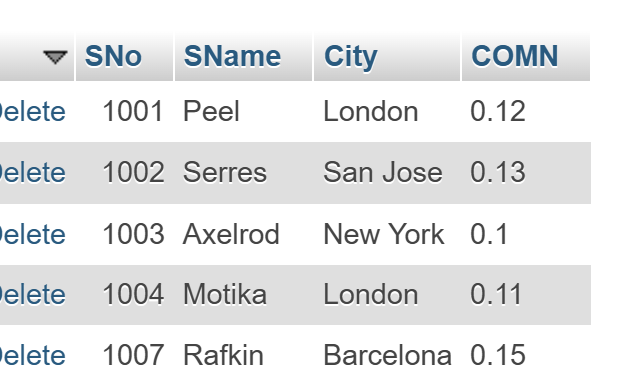 SNo SName City COMN
Delete 1001 Peel London 0.12
Delete 1002 Serres San Jose 0.13
Delete 1003 Axelrod New York 0.1
Delete 1004 Motika London 0.11
Delete 1007 Rafkin Barcelona 0.15